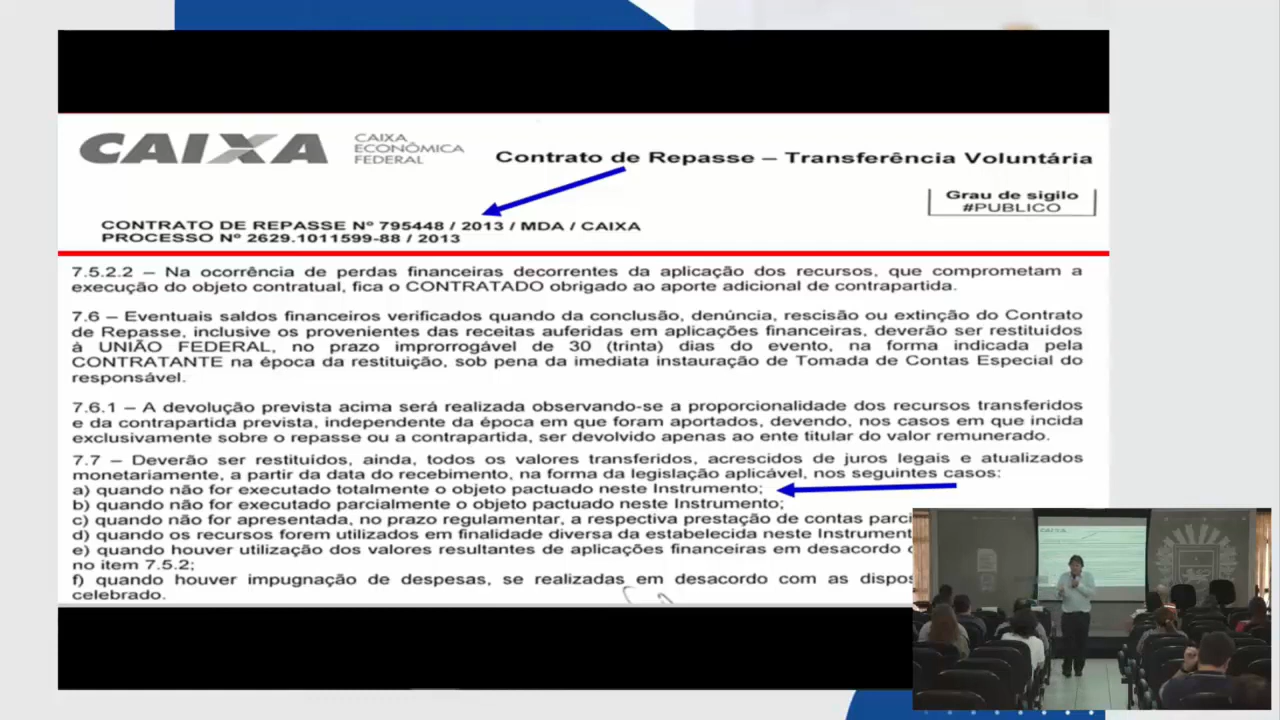 CAIXA
CAIXA
ECONÔMICA
FEDERAL
Contrato de Repasse – Transferência Voluntária
Grau de sigilo
#PUBLICO
CONTRATO DE REPASSE Nº 795448 / 2013 / MDA / CAIXA
PROCESSO Nº 2629.1011599-88 / 2013
7.5.2.2 – Na ocorrência de perdas financeiras decorrentes da aplicação dos recursos, que comprometam a
execução do objeto contratual, fica o CONTRATADO obrigado ao aporte adicional de contrapartida.
7.6 – Eventuais saldos financeiros verificados quando da conclusão, denúncia, rescisão ou extinção do Contrato
de Repasse, inclusive os provenientes das receitas auferidas em aplicações financeiras, deverão ser restituídos
à UNIÃO FEDERAL, no prazo improrrogável de 30 (trinta) dias do evento, na forma indicada pela
CONTRATANTE na época da restituição, sob pena da imediata instauração de Tomada de Contas Especial do
responsável.
7.6.1 – A devolução prevista acima será realizada observando-se a proporcionalidade dos recursos transferidos
e da contrapartida prevista, independente da época em que foram aportados, devendo, nos casos em que incida
exclusivamente sobre o repasse ou a contrapartida, ser devolvido apenas ao ente titular do valor remunerado.
7.7 – Deverão ser restituídos, ainda, todos os valores transferidos, acrescidos de juros legais e atualizados
monetariamente, a partir da data do recebimento, na forma da legislação aplicável, nos seguintes casos:
a) quando não for executado totalmente o objeto pactuado neste Instrumento;
b) quando não for executado parcialmente o objeto pactuado neste Instrumento;
c) quando não for apresentada, no prazo regulamentar, a respectiva prestação de contas parci
d) quando os recursos forem utilizados em finalidade diversa da estabelecida neste Instrument
e) quando houver utilização dos valores resultantes de aplicações financeiras em desacordo
no item 7.5.2;
f) quando houver impugnação de despesas, se realizadas em desacordo com as dispos
celebrado.